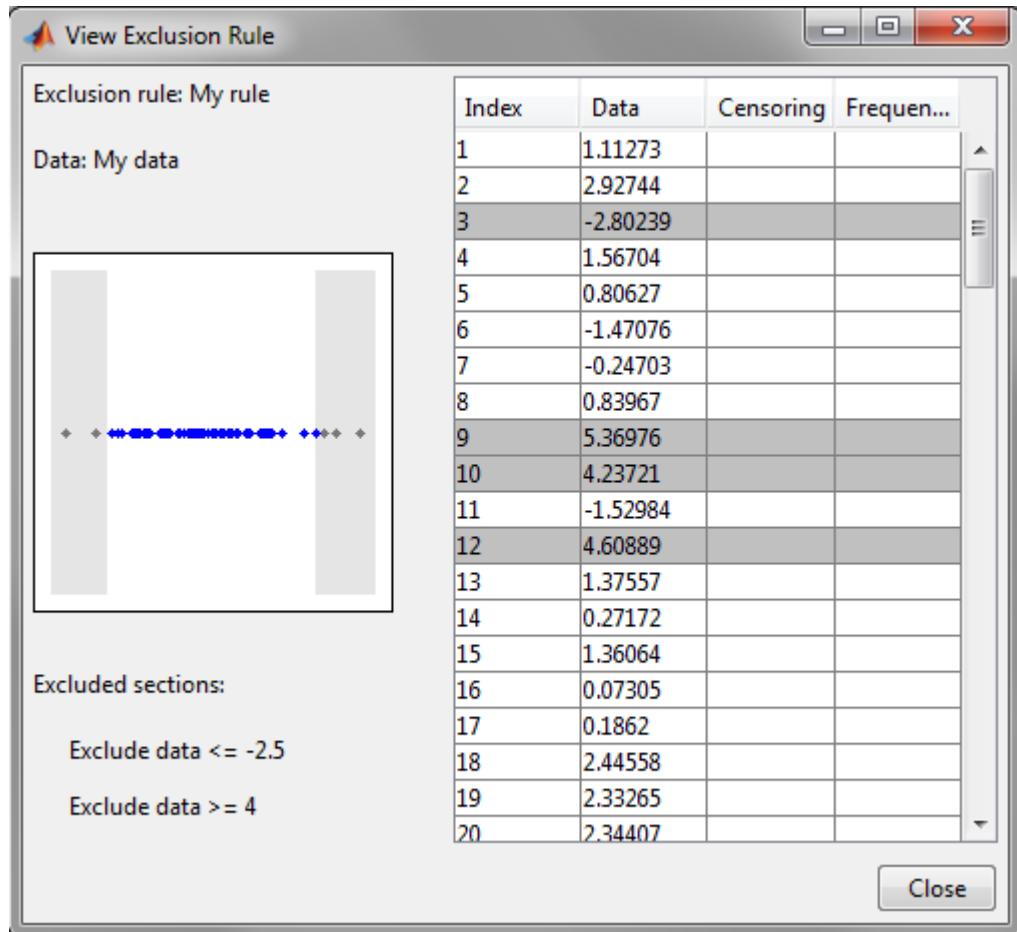 View Exclusion Rule
Exclusion rule: My rule
Data: My data
Excluded sections:
Exclude data <= -2.5
Exclude data >= 4
Index Data Censoring Frequen...
1 1.11273
2 2.92744
3 -2.80239
4 1.56704
5 0.80627
6 -1.47076
7 -0.24703
8 0.83967
9 5.36976
10 4.23721
11 -1.52984
12 4.60889
13 1.37557
14 0.27172
15 1.36064
16 0.07305
17 0.1862
18 2.44558
19 2.33265
20 2.34407
Close